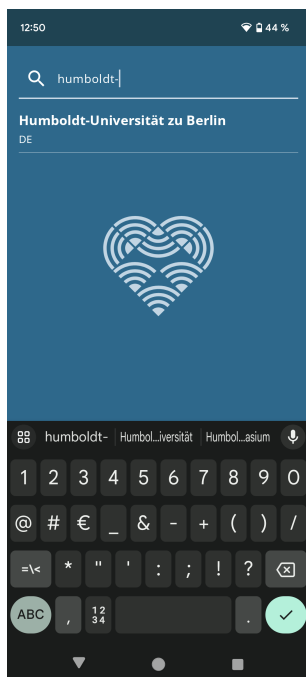 12:50 44 %
humboldt-
Humboldt-Universität zu Berlin
DE
humboldt- Humbol...iversität Humbol...asium
1 2 3 4 5 6 7 8 9 0
@ # € _ & - + ( ) /
=\< * " ' : ; ! ?
ABC , 12 34 .